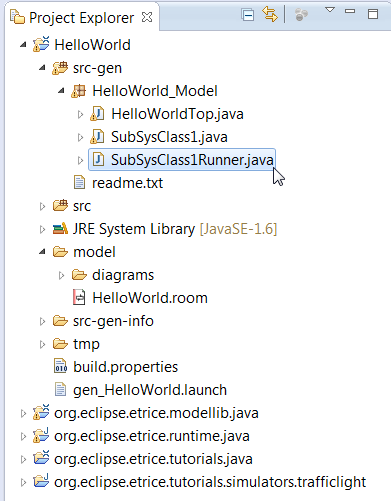 Project Explorer
HelloWorld
src-gen
HelloWorld_Model
HelloWorldTop.java
SubSysClass1.java
SubSysClass1Runner.java
readme.txt
src
JRE System Library [JavaSE-1.6]
model
diagrams
HelloWorld.room
src-gen-info
tmp
build.properties
gen_HelloWorld.launch
org.eclipse.etrice.modellib.java
org.eclipse.etrice.runtime.java
org.eclipse.etrice.tutorials.java
org.eclipse.etrice.tutorials.simulators.trafficlight